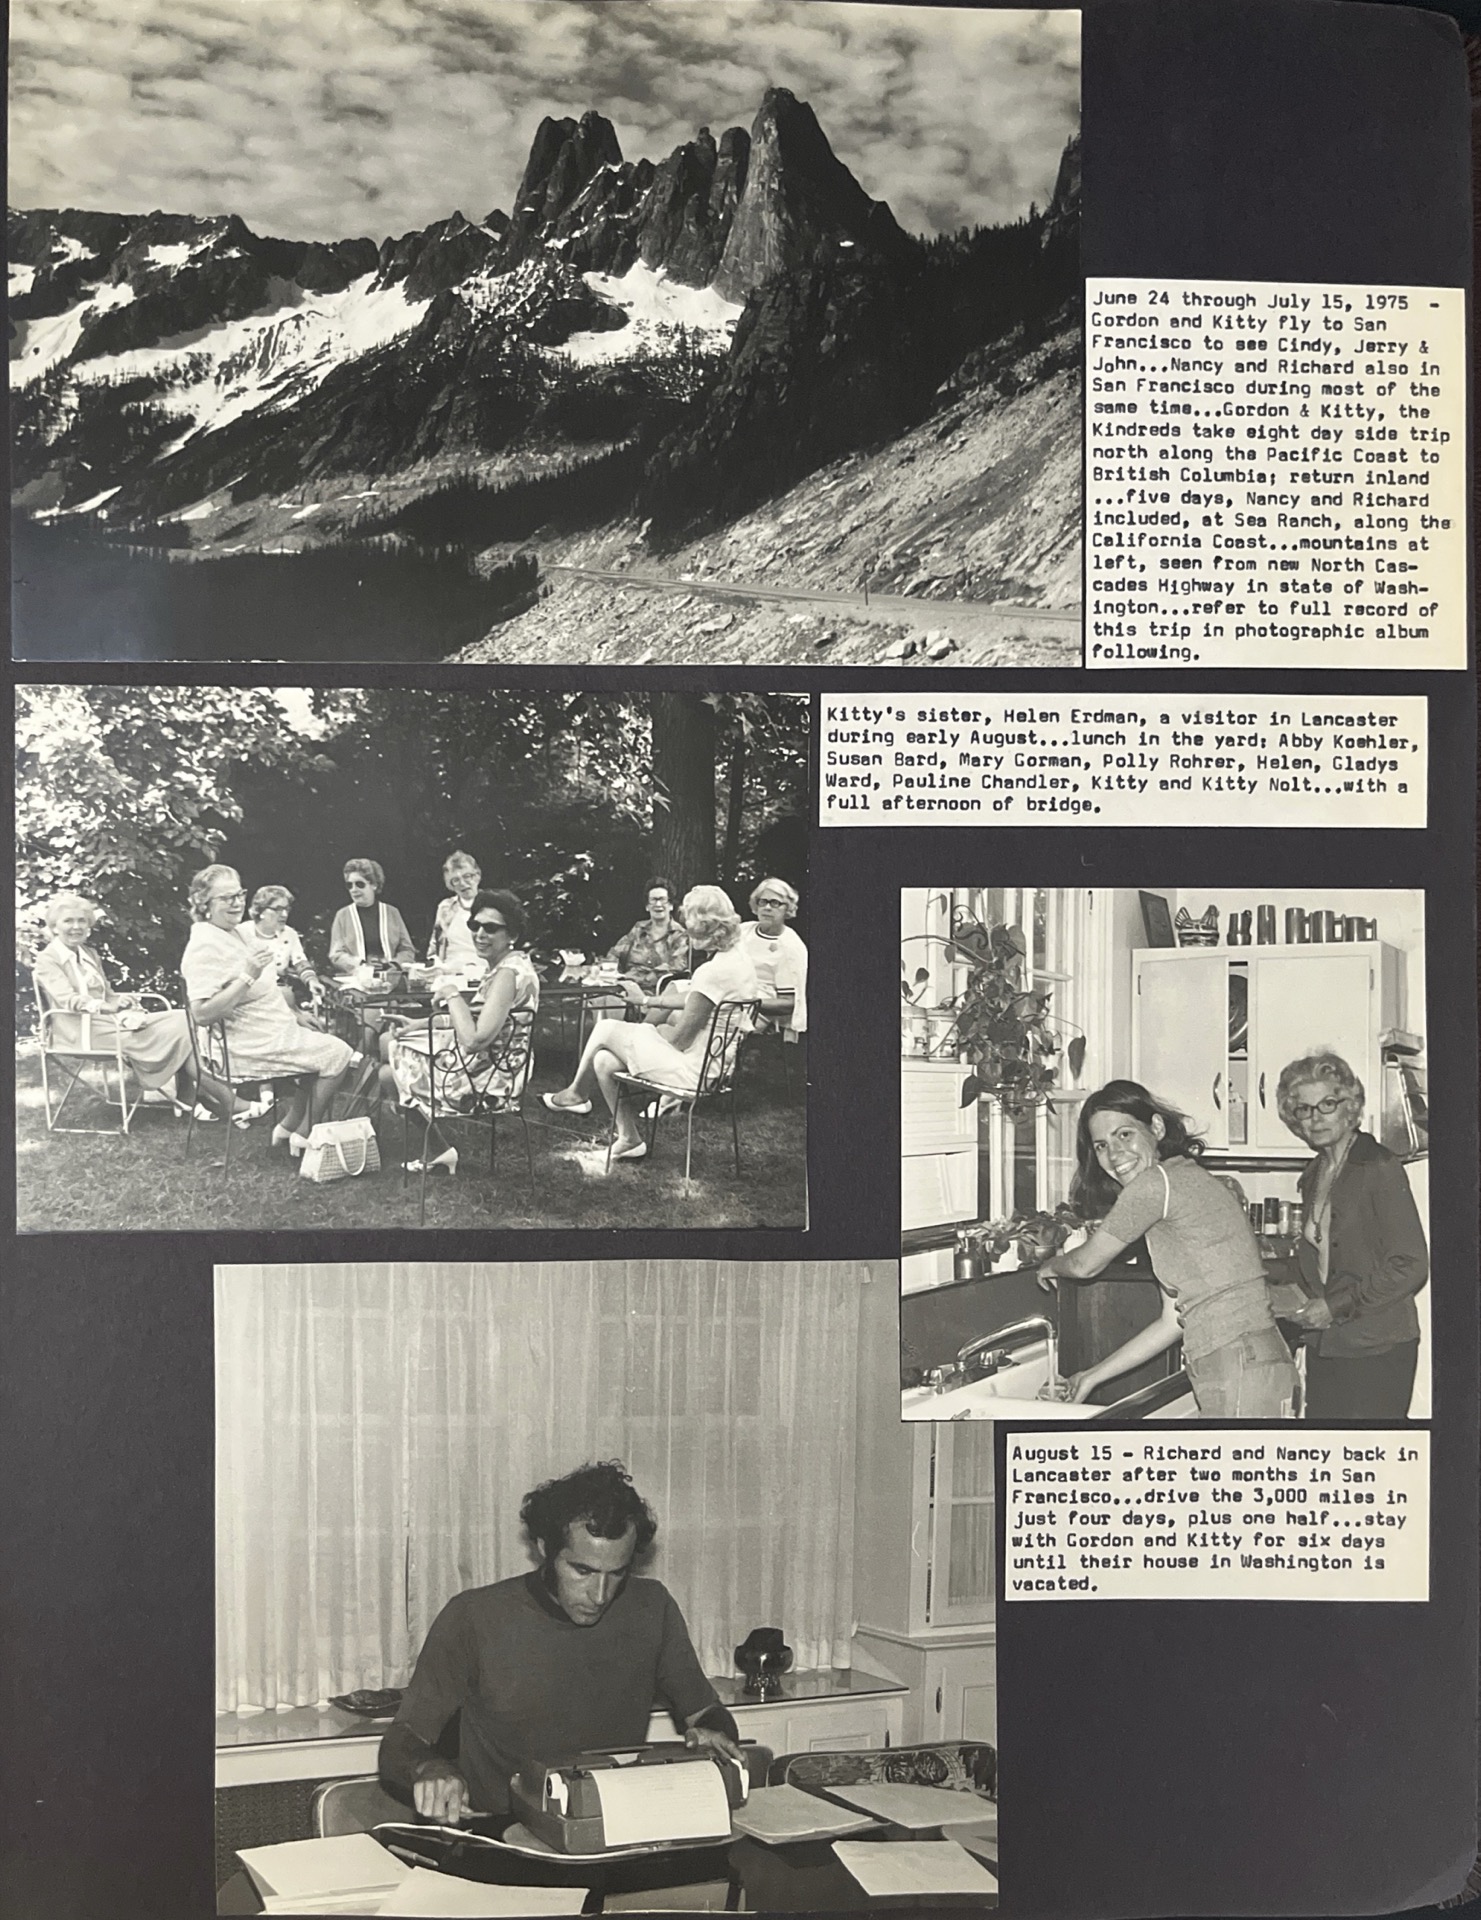 June 24 through July 15, 1975 -
Gordon and Kitty fly to San
Francisco to see Cindy, Jerry &
John...Nancy and Richard also in
San Francisco during most of the
same time...Gordon & Kitty, the
Kindreds take eight day side trip
north along the Pacific Coast to
British Columbia; return inland
...five days, Nancy and Richard
included, at Sea Ranch, along the
California Coast...mountains at
left, seen from new North Cas-
cades Highway in state of Wash-
ington...refer to full record of
this trip in photographic album
following.
Kitty's sister, Helen Erdman, a visitor in Lancaster
during early August...lunch in the yard: Abby Koehler,
Susan Bard, Mary Gorman, Polly Rohrer, Helen, Gladys
Ward, Pauline Chandler, Kitty and Kitty Nolt...with a
full afternoon of bridge.
August 15 - Richard and Nancy back in
Lancaster after two months in San
Francisco...drive the 3,000 miles in
just four days, plus one half...stay
with Gordon and Kitty for six days
until their house in Washington is
vacated.